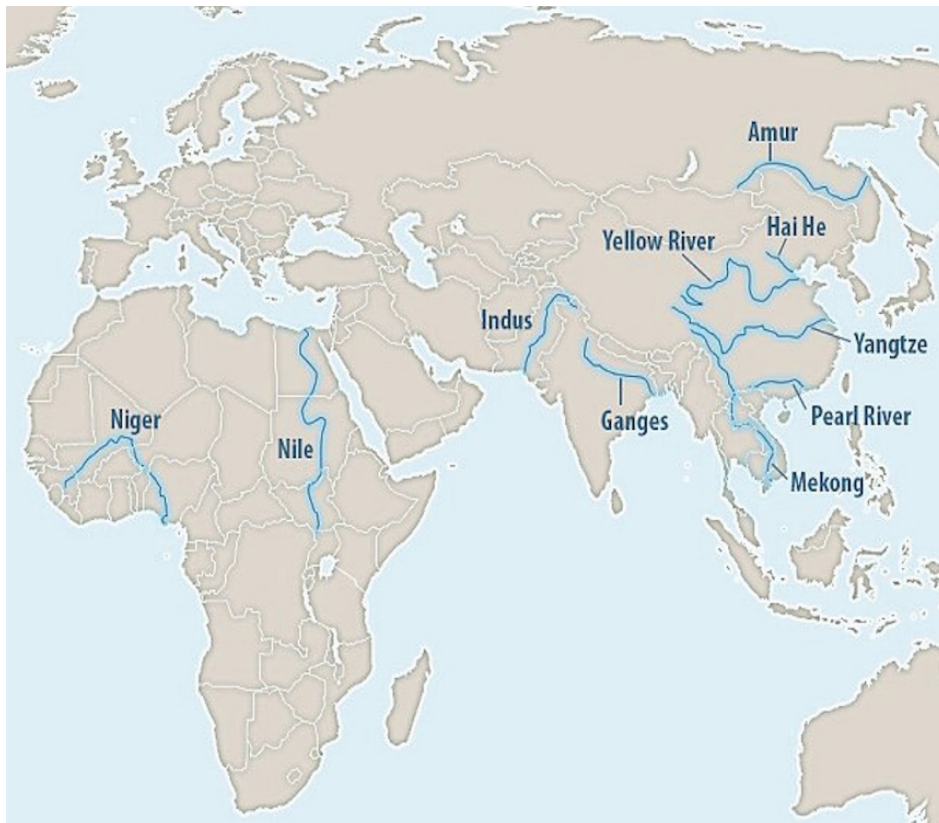 Amur
Hai He
Yellow River
Indus
Yangtze
Ganges
Pearl River
Niger
Nile
Mekong